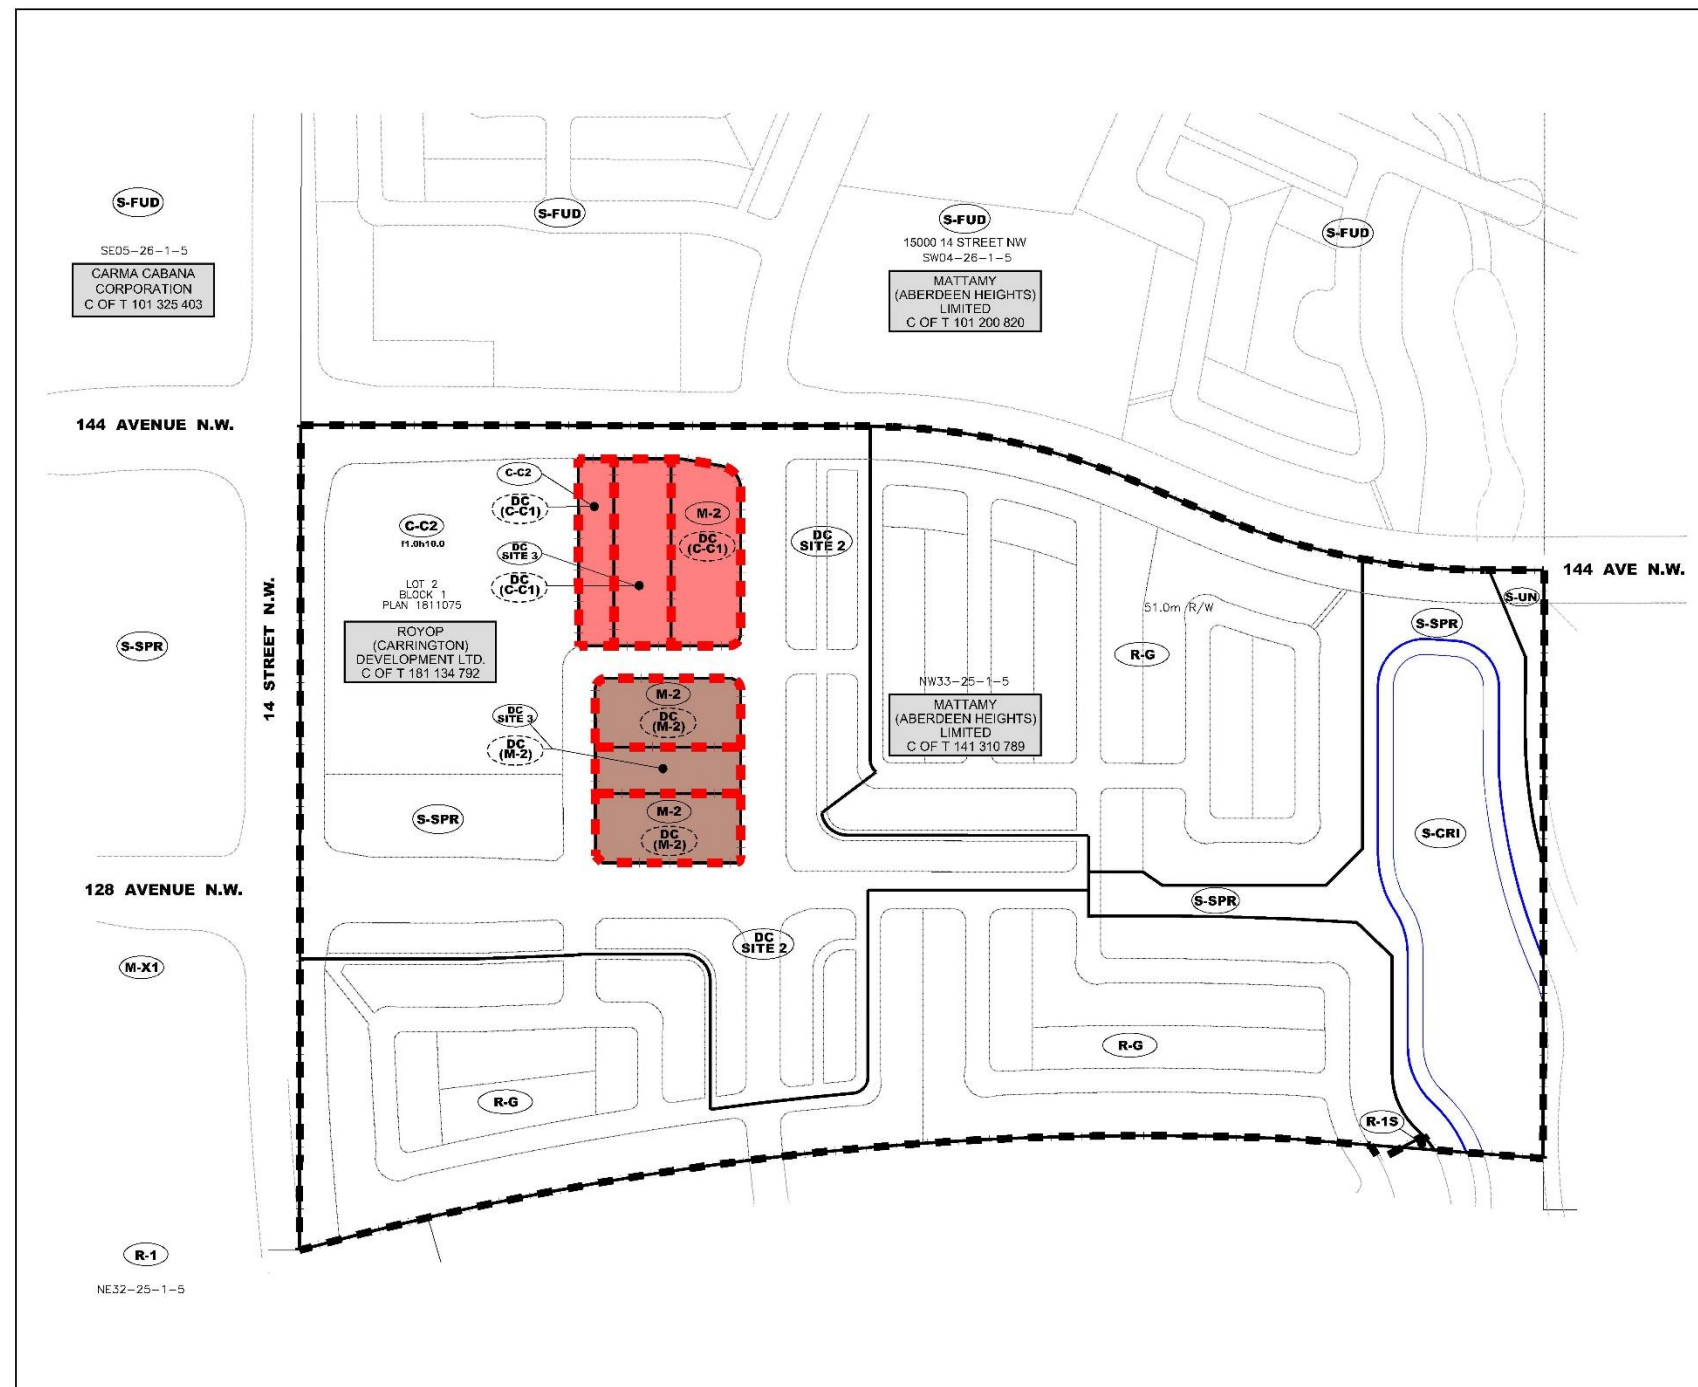 S-FUD
SE05-26-1-5
CARMA CABANA
CORPORATION
C OF T 101 325 403
S-FUD
S-FUD
15000 14 STREET NW
SW04-26-1-5
MATTAMY
(ABERDEEN HEIGHTS)
LIMITED
C OF T 101 200 820
S-FUD
144 AVENUE N.W.
144 AVE N.W.
14 STREET N.W.
C-C2
DC
(C-C1)
C-C2
f1.0h10.0
DC
SITE 3
DC
(C-C1)
M-2
DC
(C-C1)
DC
SITE 2
LOT 2
BLOCK 1
PLAN 1811075
ROYOP
(CARRINGTON)
DEVELOPMENT LTD.
C OF T 181 134 792
S-SPR
51.0m R/W
R-G
S-SPR
S-UN
NW33-25-1-5
MATTAMY
(ABERDEEN HEIGHTS)
LIMITED
C OF T 141 310 789
M-2
DC
(M-2)
DC
SITE 3
DC
(M-2)
M-2
DC
(M-2)
S-SPR
S-CRI
128 AVENUE N.W.
S-SPR
DC
SITE 2
M-X1
R-G
R-G
R-1S
R-1
NE32-25-1-5